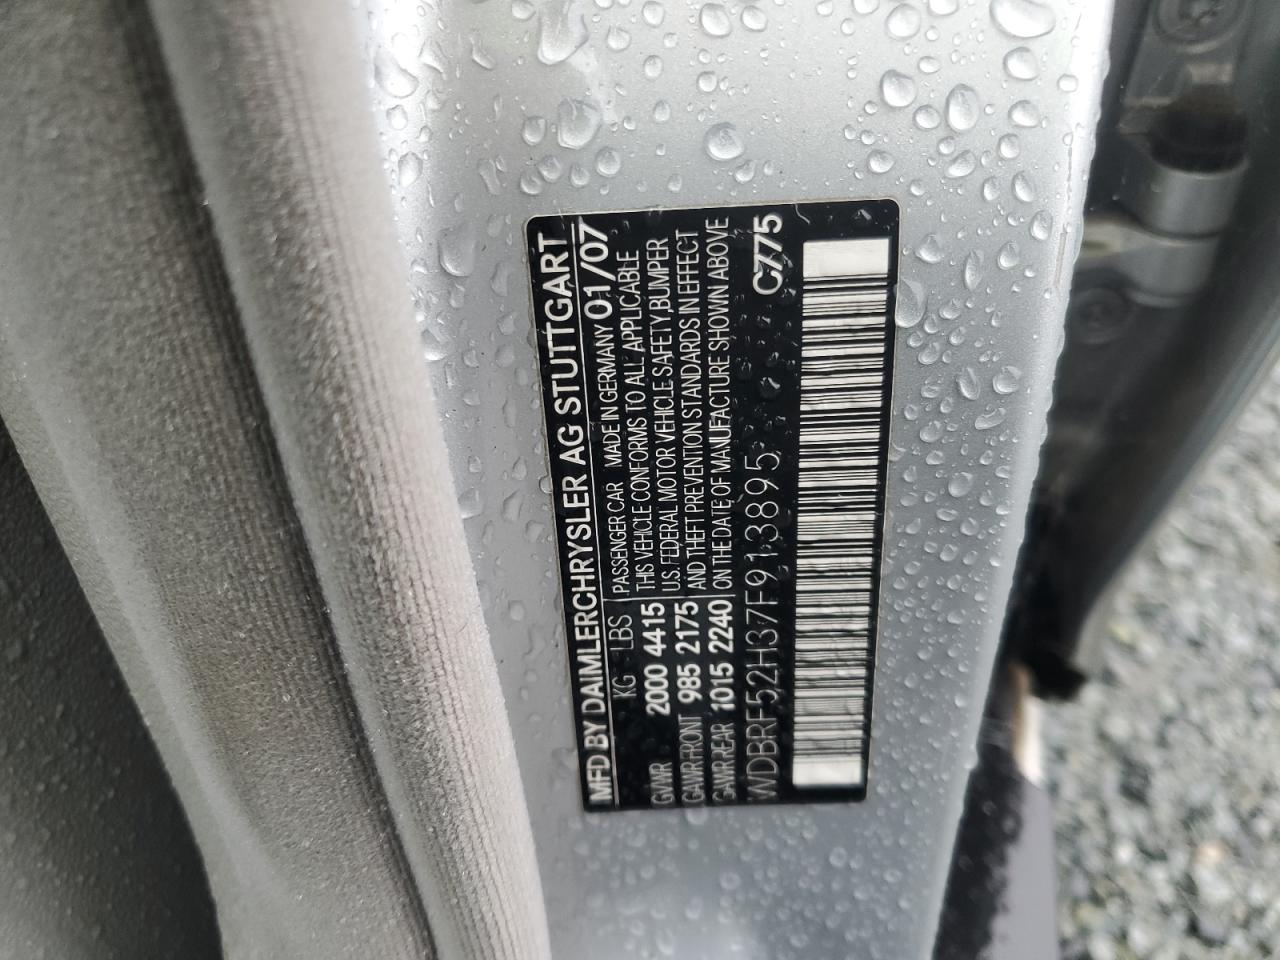 MFD BY DAIMLERCHRYSLER AG STUTTGART
KG LBS PASSENGER CAR MADE IN GERMANY 01/07
GVWR 2000 4415 THIS VEHICLE CONFORMS TO ALL APPLICABLE
U.S. FEDERAL MOTOR VEHICLE SAFETY, BUMPER
GAWR-FRONT 985 2175 AND THEFT PREVENTION STANDARDS IN EFFECT
GAWR-REAR 1015 2240 ON THE DATE OF MANUFACTURE SHOWN ABOVE
WDBRF52H37F913895 C775